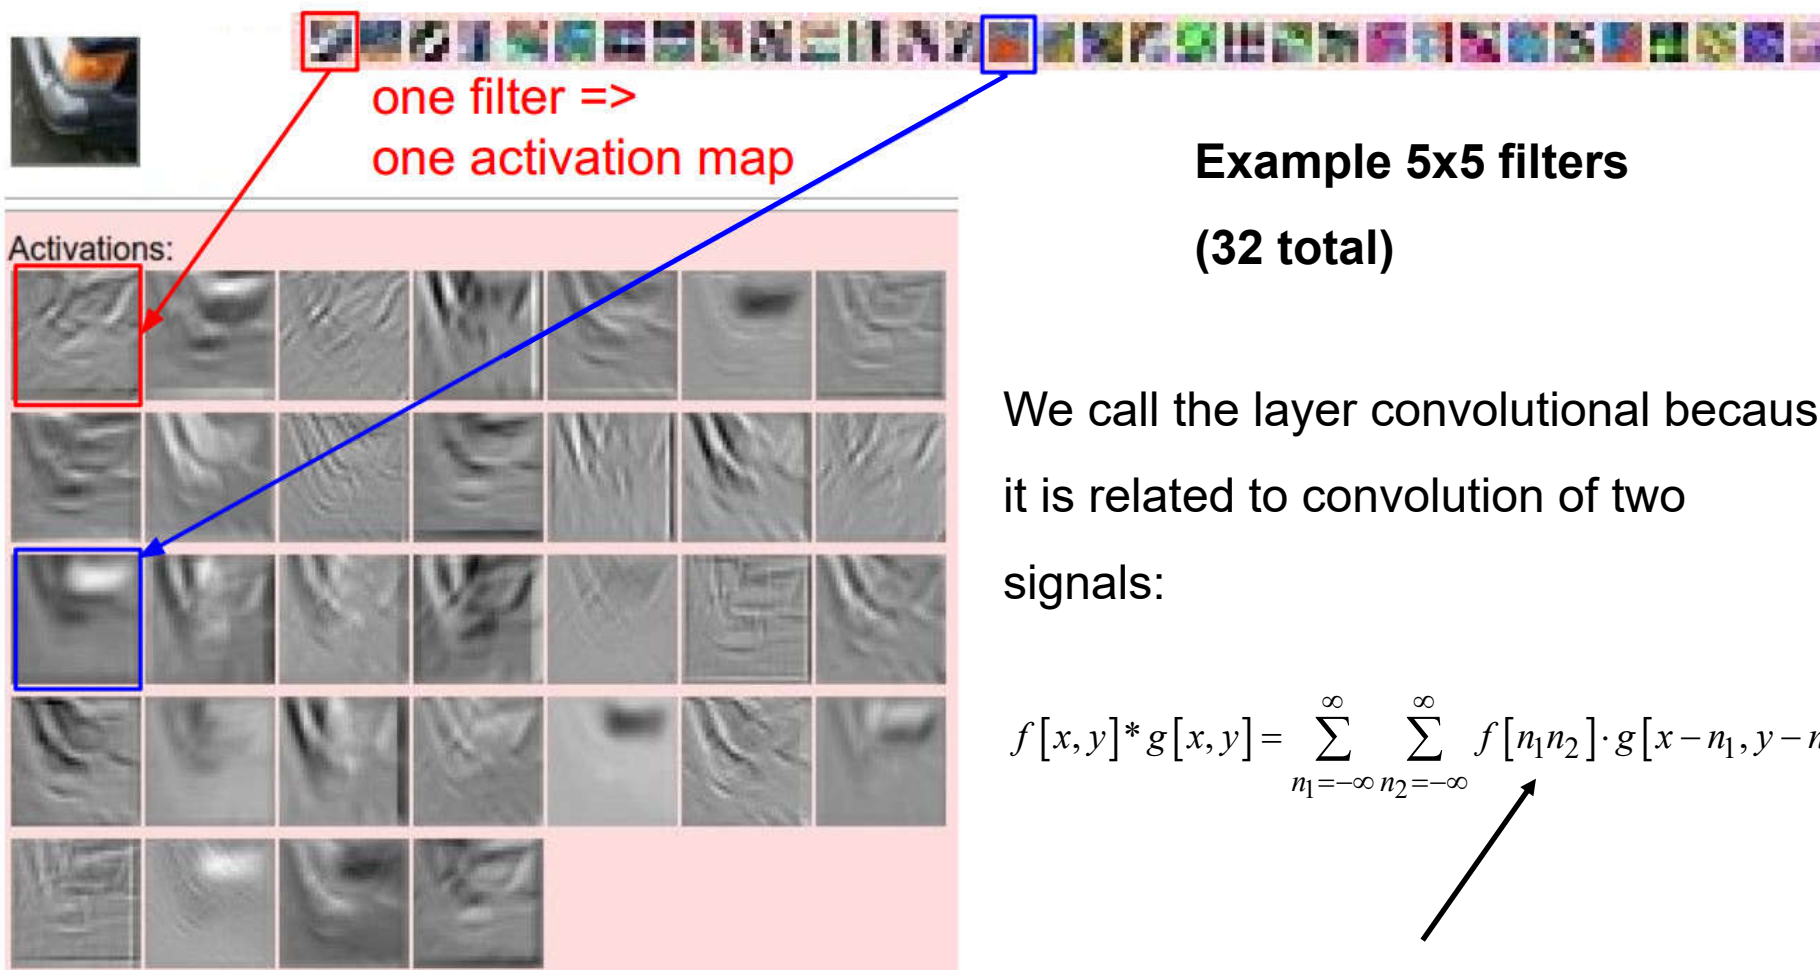 one filter =>
one activation map
Example 5x5 filters
(32 total)
Activations:
We call the layer convolutional becaus
it is related to convolution of two
signals:
f[x,y]*g[x,y]= ∑_{n₁=−∞}^{∞} ∑_{n₂=−∞}^{∞} f[n₁n₂]·g[x−n₁,y−n